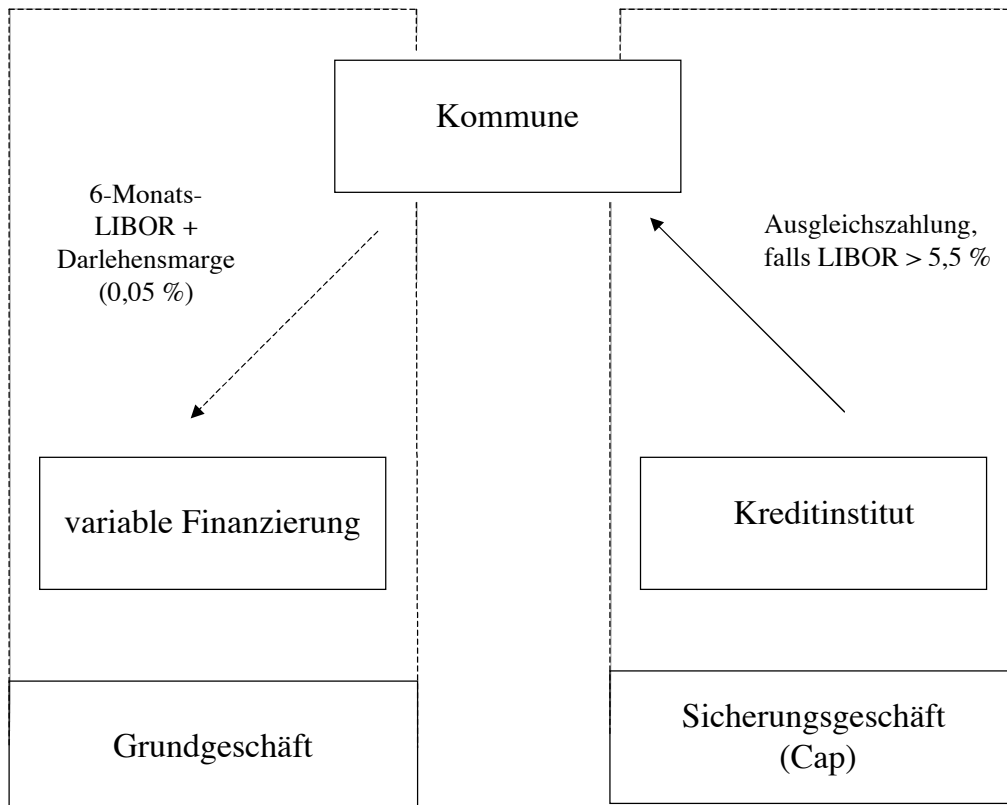 Kommune
6-Monats-
LIBOR +
Darlehensmarge
(0,05 %)
Ausgleichszahlung,
falls LIBOR > 5,5 %
variable Finanzierung
Kreditinstitut
Grundgeschäft
Sicherungsgeschäft
(Cap)